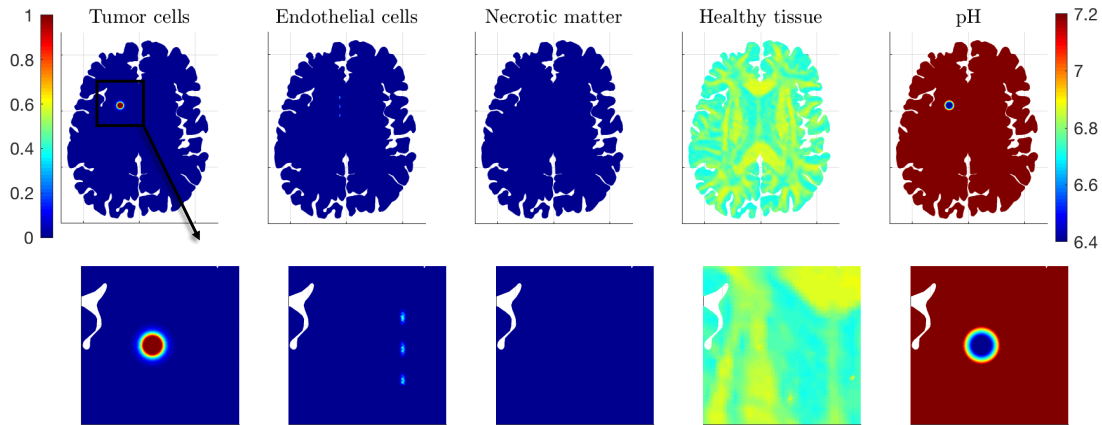 Tumor cells
Endothelial cells
Necrotic matter
Healthy tissue
pH
1
0.8
0.6
0.4
0.2
0
7.2
7
6.8
6.6
6.4